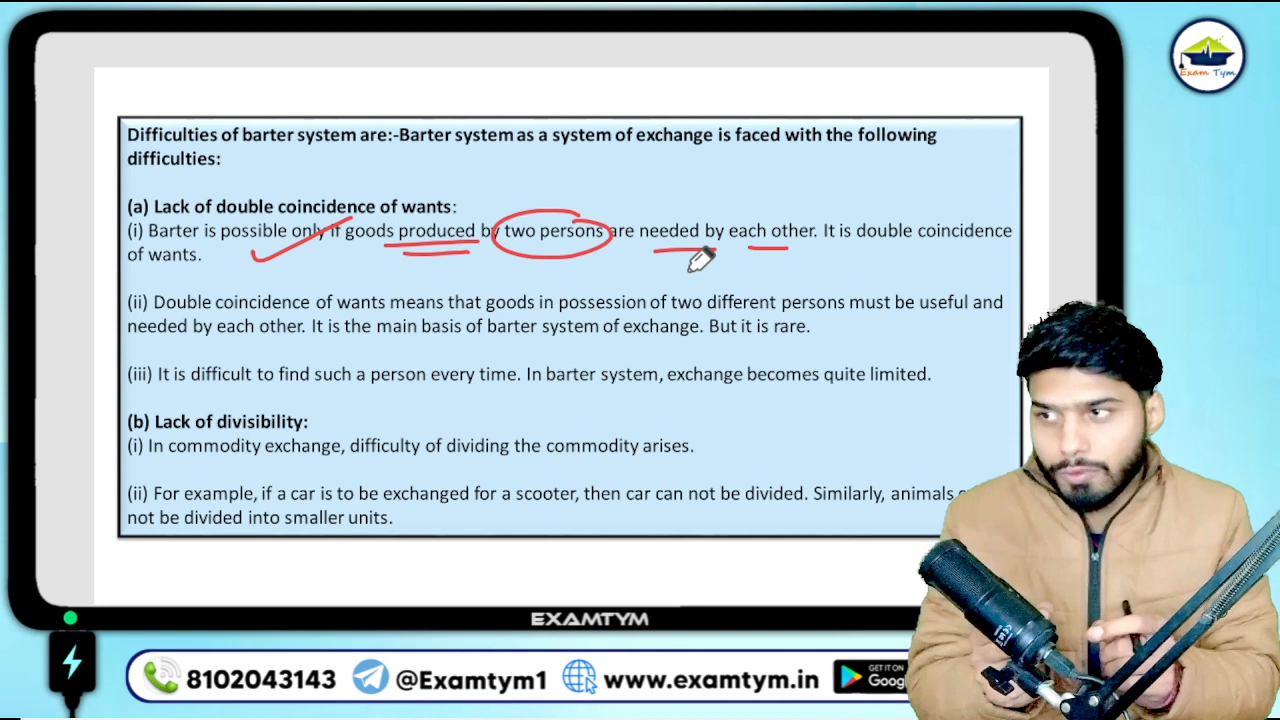 Exam Tym
Difficulties of barter system are:-Barter system as a system of exchange is faced with the following
difficulties:
(a) Lack of double coincidence of wants:
(i) Barter is possible only if goods produced by two persons are needed by each other. It is double coincidence
of wants.
(ii) Double coincidence of wants means that goods in possession of two different persons must be useful and
needed by each other. It is the main basis of barter system of exchange. But it is rare.
(iii) It is difficult to find such a person every time. In barter system, exchange becomes quite limited.
(b) Lack of divisibility:
(i) In commodity exchange, difficulty of dividing the commodity arises.
(ii) For example, if a car is to be exchanged for a scooter, then car can not be divided. Similarly, animals
not be divided into smaller units.
EXAMTYM
8102043143 @Examtym1 www.examtym.in GET IT ON